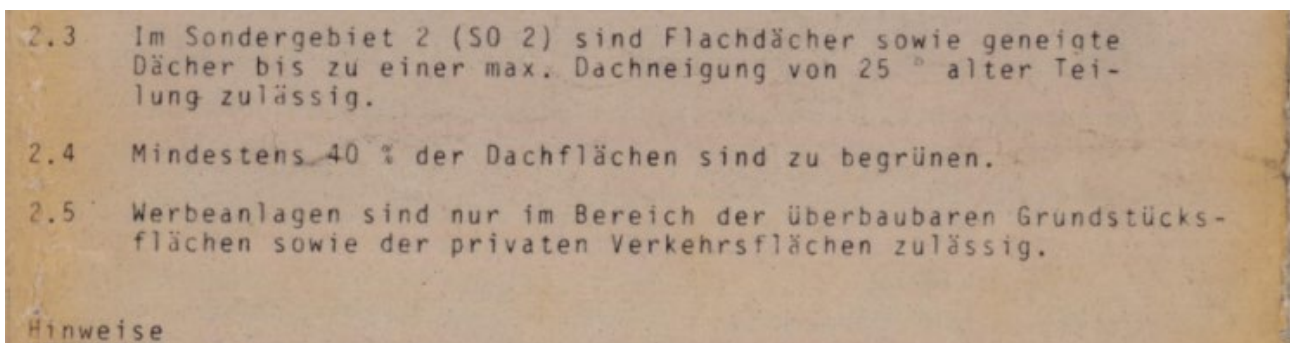 2.3 Im Sondergebiet 2 (SO 2) sind Flachdächer sowie geneigte
Dächer bis zu einer max. Dachneigung von 25 ° alter Tei-
lung zulässig.
2.4 Mindestens 40 % der Dachflächen sind zu begrünen.
2.5 Werbeanlagen sind nur im Bereich der überbaubaren Grundstücks-
flächen sowie der privaten Verkehrsflächen zulässig.
Hinweise